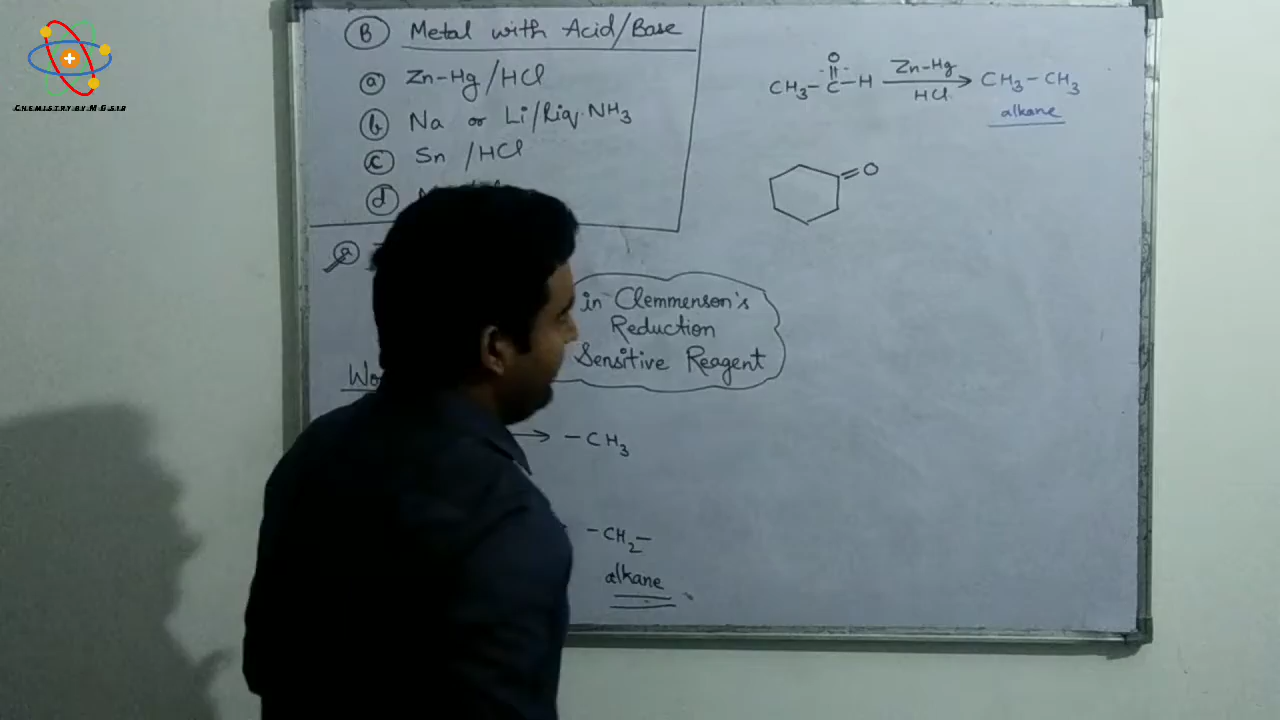 CHEMISTRY BY M G SIR
B Metal with Acid/Base
a Zn-Hg/HCl
b Na or Li/Liq. NH3
c Sn/HCl
d
a
in Clemmenson's
Reduction
Sensitive Reagent
→ -CH3
-CH2-
alkane
O
CH3-C-H Zn-Hg HCl → CH3-CH3
alkane
O